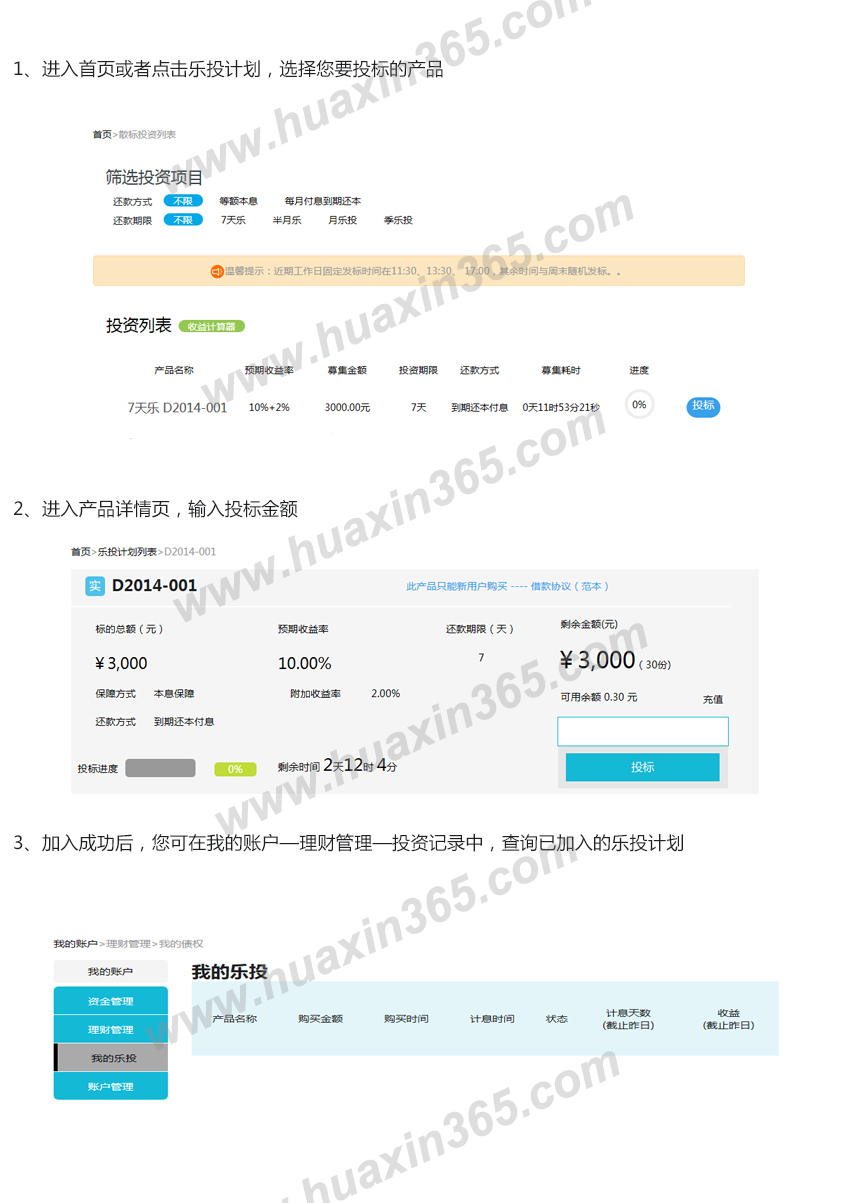 1、进入首页或者点击乐投计划，选择您要投标的产品
首页>散标投资列表
筛选投资项目
还款方式 不限 等额本息 每月付息到期还本
还款期限 不限 7天乐 半月乐 月乐投 季乐投
温馨提示：近期工作日固定发标时间在11:30、13:30、 17:00，其余时间与周末随机发标。。
投资列表 收益计算器
产品名称 预期收益率 募集金额 投资期限 还款方式 募集耗时 进度
7天乐 D2014-001 10%+2% 3000.00元 7天 到期还本付息 0天11时53分21秒 0% 投标
2、进入产品详情页，输入投标金额
首页>乐投计划列表>D2014-001
实 D2014-001 此产品只能新用户购买 ---- 借款协议（范本）
标的总额（元） 预期收益率 还款期限（天） 剩余金额(元)
¥3,000 10.00% 7 ¥3,000（30份)
保障方式 本息保障 附加收益率 2.00% 可用余额 0.30 元 充值
还款方式 到期还本付息
投标进度 0% 剩余时间 2天12时4分 投标
3、加入成功后，您可在我的账户—理财管理—投资记录中，查询已加入的乐投计划
我的账户>理财管理>我的债权
我的账户
资金管理
理财管理
我的乐投
账户管理
我的乐投
产品名称 购买金额 购买时间 计息时间 状态 计息天数(截止昨日) 收益(截止昨日)
www.huaxin365.com
www.huaxin365.com
www.huaxin365.com
www.huaxin365.com
www.huaxin365.com
www.huaxin365.com